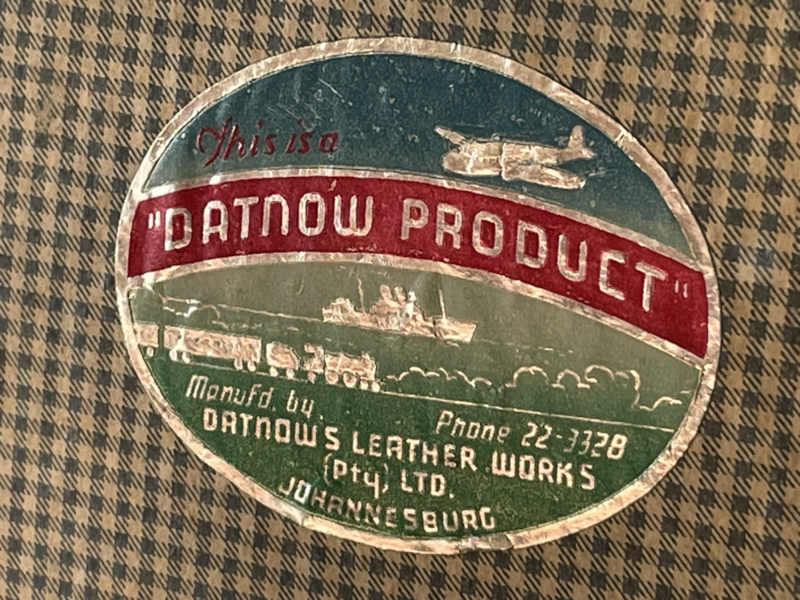 This is a
"DATNOW PRODUCT"
Manufd. by.
Phone 22-3328
DATNOW'S LEATHER WORKS
(Pty) LTD.
JOHANNESBURG